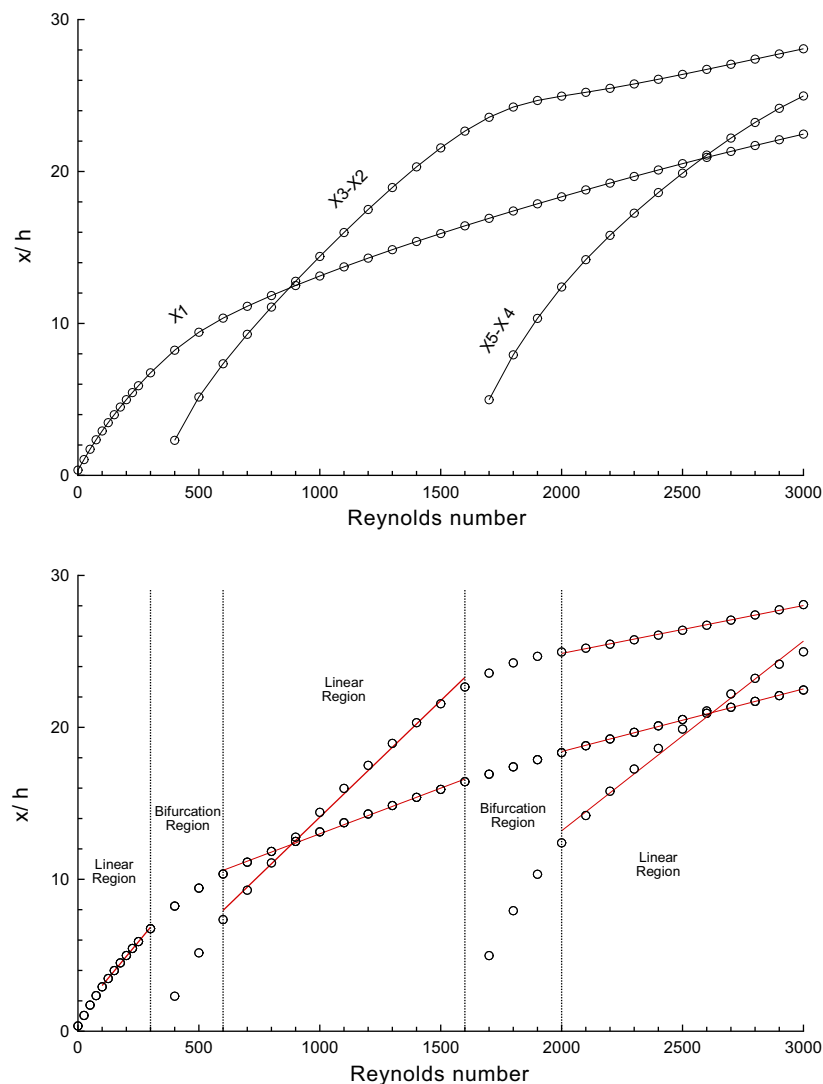 30
20
10
0
x/ h
X1
X3-X2
X5-X4
0
500
1000
1500
2000
2500
3000
Reynolds number
30
20
10
0
x/ h
Linear
Region
Bifurcation
Region
Linear
Region
Bifurcation
Region
Linear
Region
0
500
1000
1500
2000
2500
3000
Reynolds number